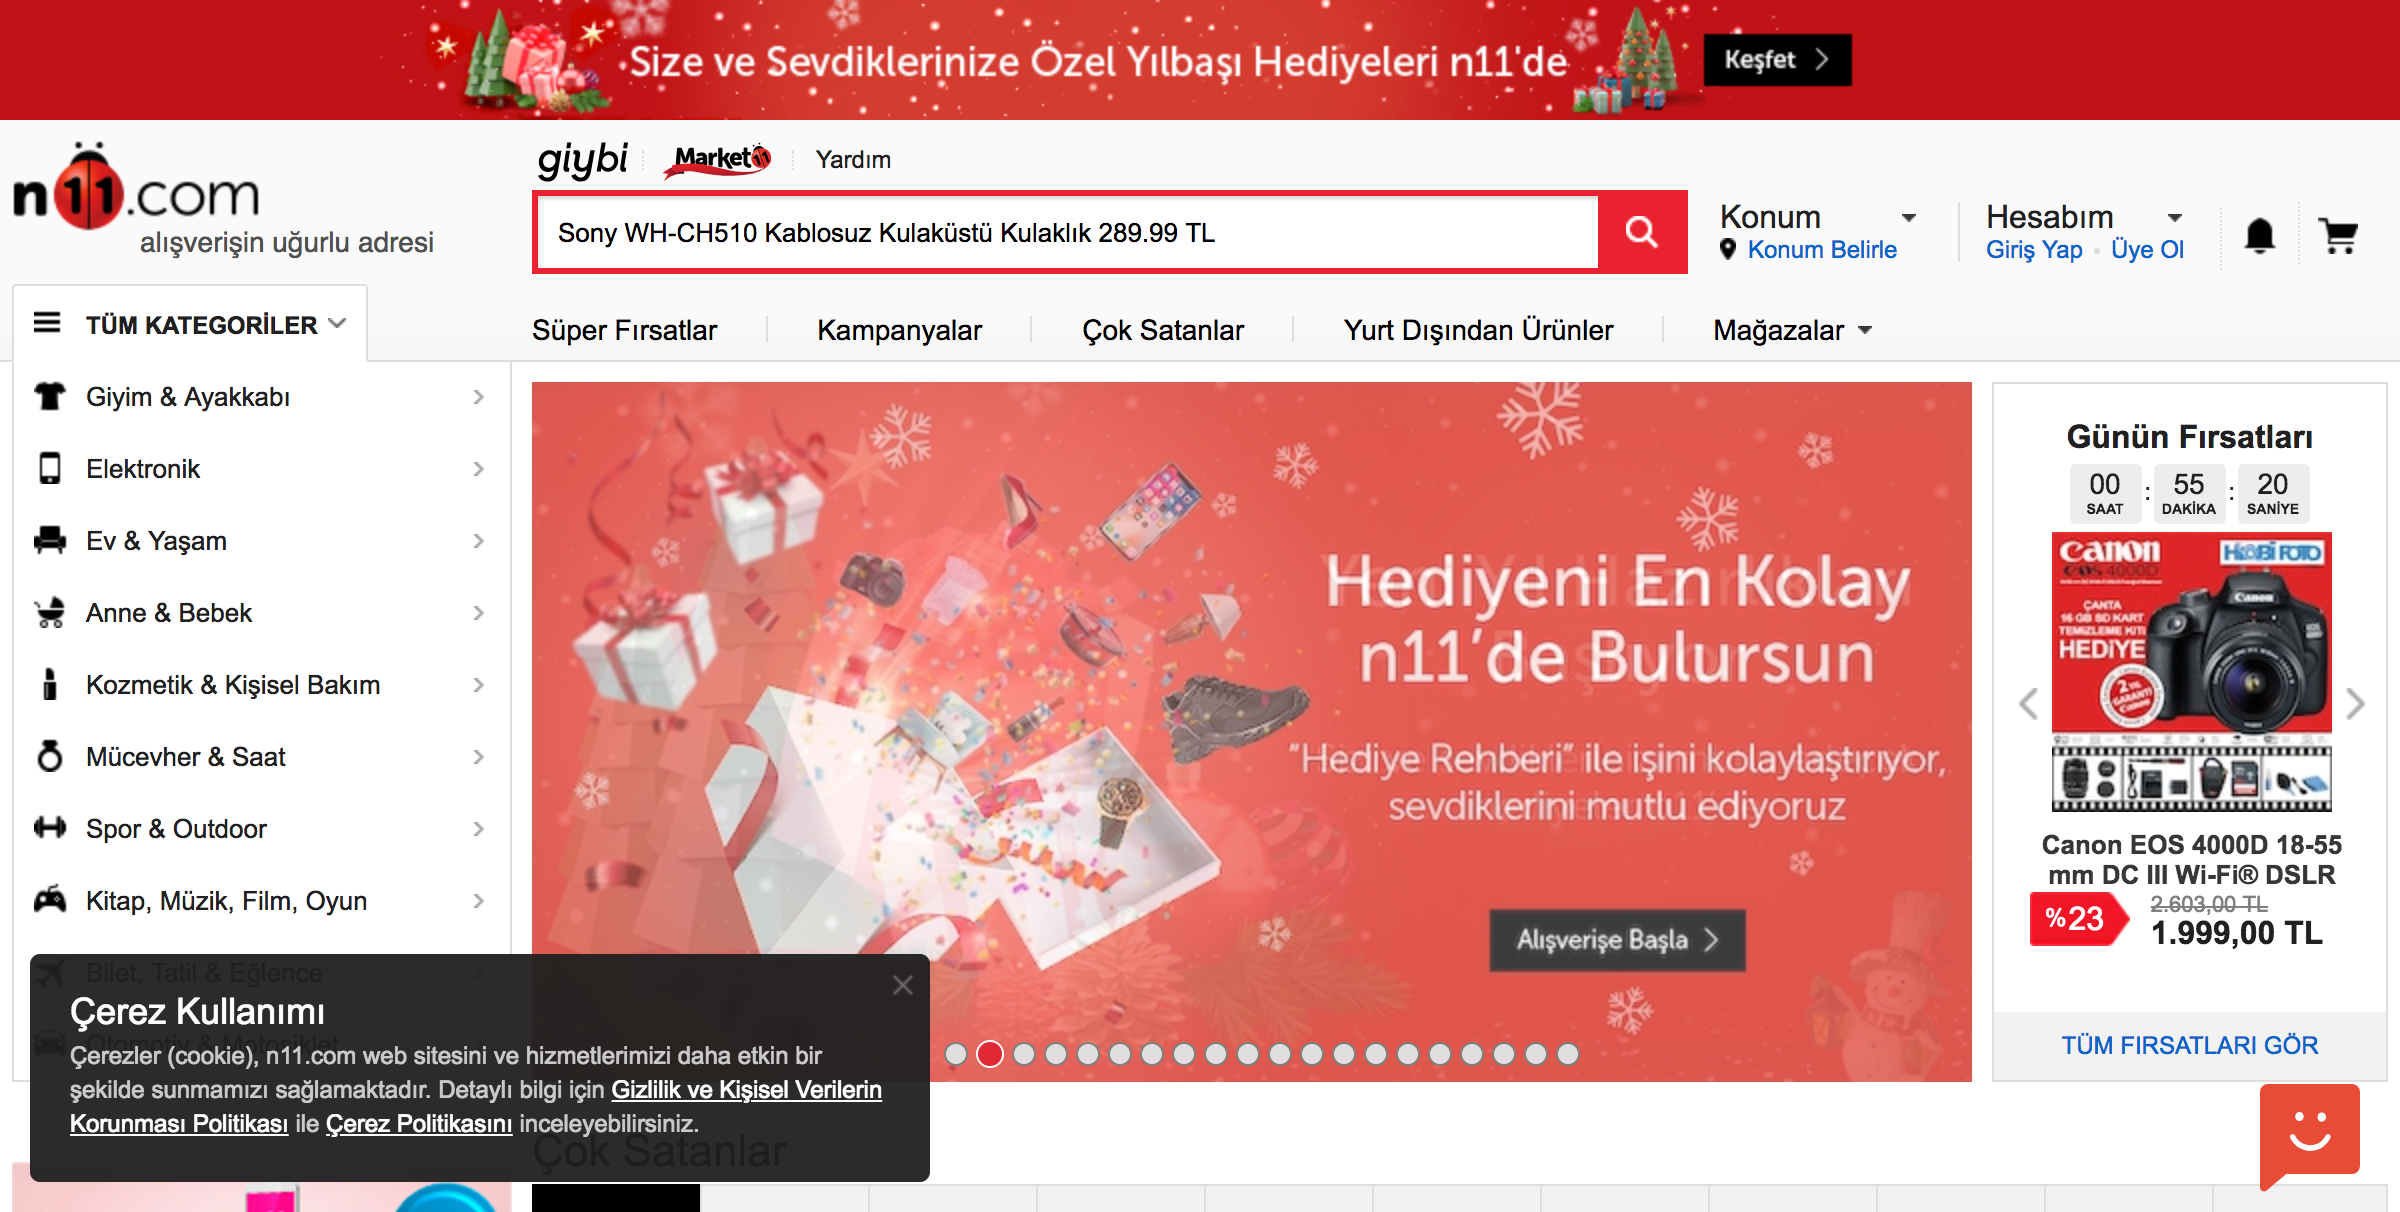 Size ve Sevdiklerinize Özel Yılbaşı Hediyeleri n11'de
Keşfet
n11.com
alışverişin uğurlu adresi
giybi
Market11
Yardım
Sony WH-CH510 Kablosuz Kulaküstü Kulaklık 289.99 TL
Konum
Konum Belirle
Hesabım
Giriş Yap
Üye Ol
TÜM KATEGORİLER
Süper Fırsatlar
Kampanyalar
Çok Satanlar
Yurt Dışından Ürünler
Mağazalar
Giyim & Ayakkabı
Elektronik
Ev & Yaşam
Anne & Bebek
Kozmetik & Kişisel Bakım
Mücevher & Saat
Spor & Outdoor
Kitap, Müzik, Film, Oyun
Bilet, Tatil & Eğlence
Otomotiv & Motosiklet
Hediyeni En Kolay
n11'de Bulursun
“Hediye Rehberi” ile işini kolaylaştırıyor,
sevdiklerini mutlu ediyoruz
Alışverişe Başla
Günün Fırsatları
00 : 55 : 20
SAAT DAKİKA SANİYE
Canon
HOBİ FOTO
EOS 4000D
ÇANTA
16 GB SD KART
TEMİZLEME KITI
HEDİYE
Canon
Canon EOS 4000D 18-55
mm DC III Wi-Fi® DSLR
%23
2.603,00 TL
1.999,00 TL
TÜM FIRSATLARI GÖR
Çerez Kullanımı
Çerezler (cookie), n11.com web sitesini ve hizmetlerimizi daha etkin bir
şekilde sunmamızı sağlamaktadır. Detaylı bilgi için Gizlilik ve Kişisel Verilerin
Korunması Politikası ile Çerez Politikasını inceleyebilirsiniz.
Çok Satanlar